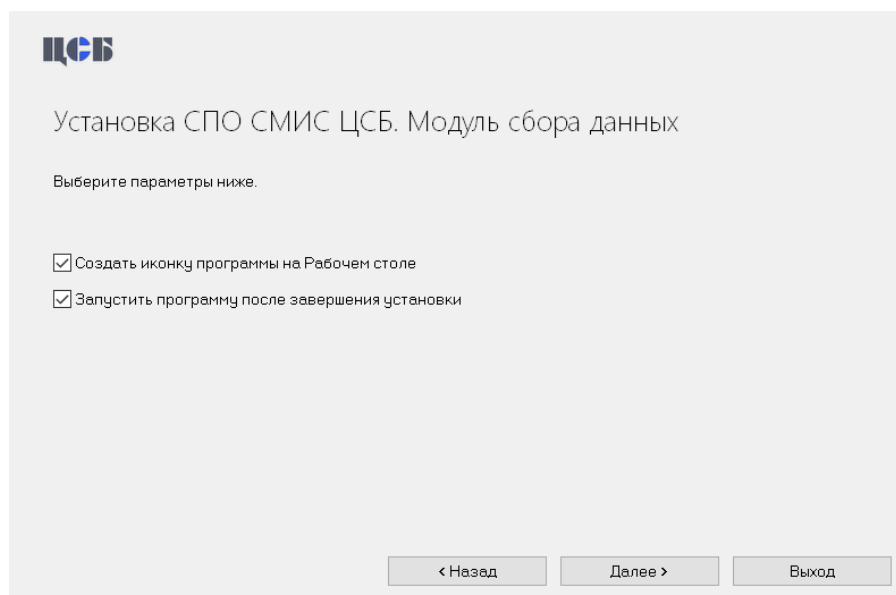 ЦСБ
Установка СПО СМИС ЦСБ. Модуль сбора данных
Выберите параметры ниже.
Создать иконку программы на Рабочем столе
Запустить программу после завершения установки
< Назад
Далее >
Выход